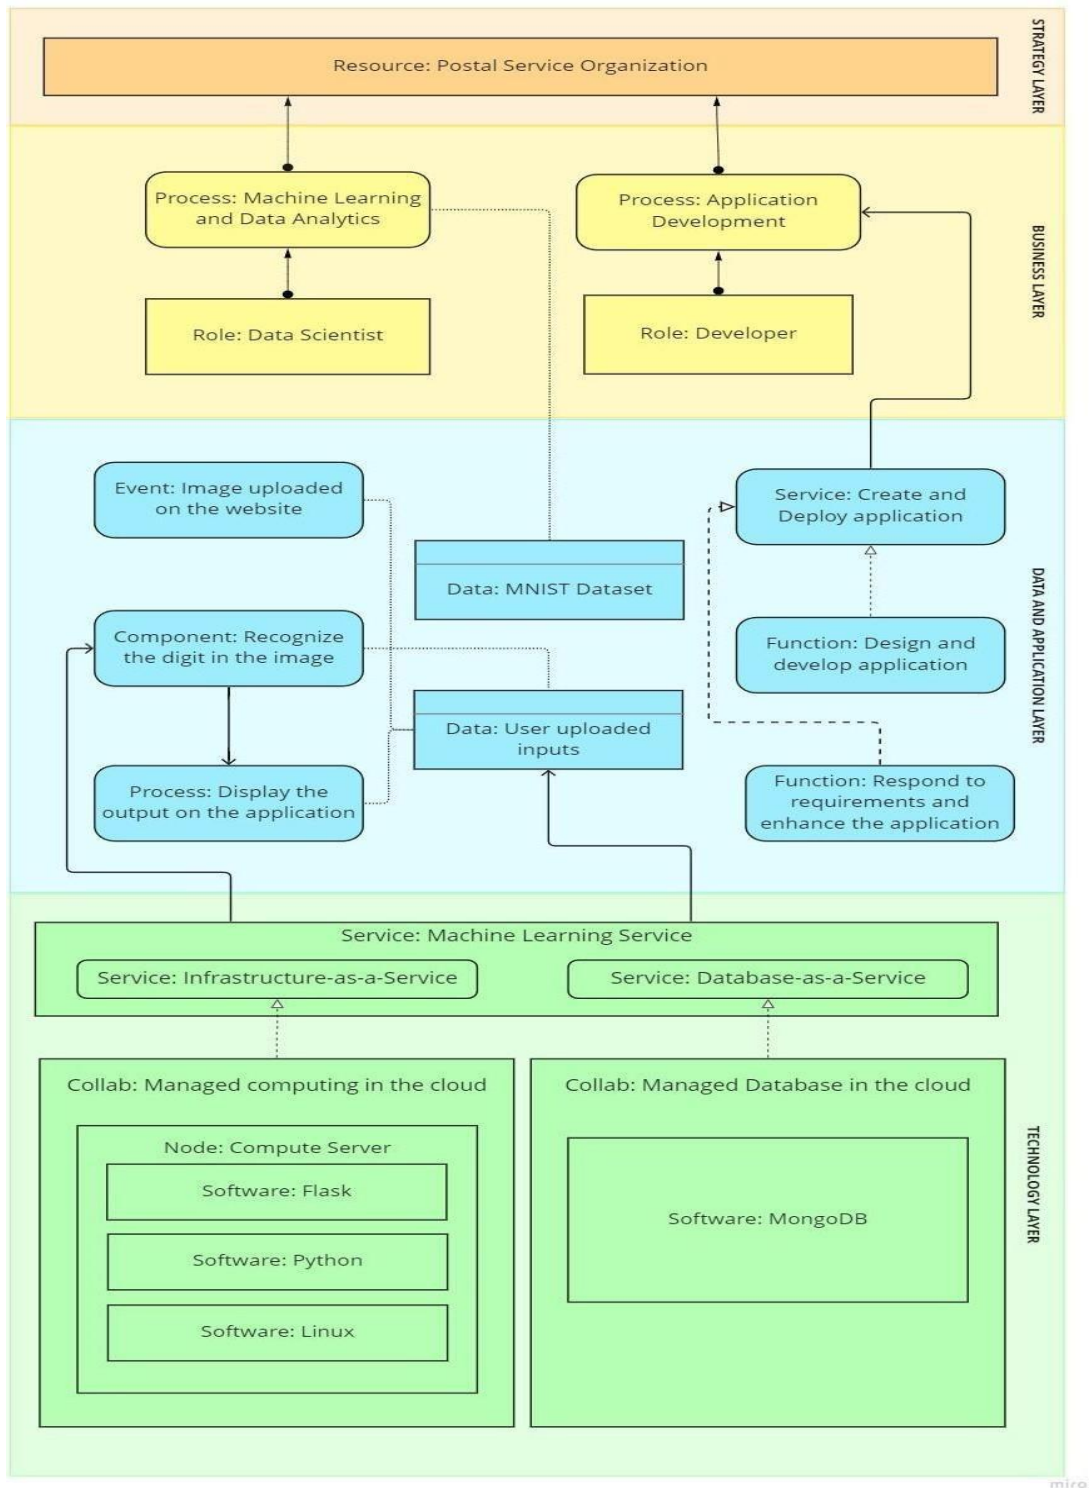 STRATEGY LAYER
Resource: Postal Service Organization
BUSINESS LAYER
Process: Machine Learning
and Data Analytics
Process: Application
Development
Role: Data Scientist
Role: Developer
DATA AND APPLICATION LAYER
Event: Image uploaded
on the website
Service: Create and
Deploy application
Data: MNIST Dataset
Component: Recognize
the digit in the image
Function: Design and
develop application
Data: User uploaded
inputs
Process: Display the
output on the application
Function: Respond to
requirements and
enhance the application
Service: Machine Learning Service
Service: Infrastructure-as-a-Service
Service: Database-as-a-Service
TECHNOLOGY LAYER
Collab: Managed computing in the cloud
Node: Compute Server
Software: Flask
Software: Python
Software: Linux
Collab: Managed Database in the cloud
Software: MongoDB
miro